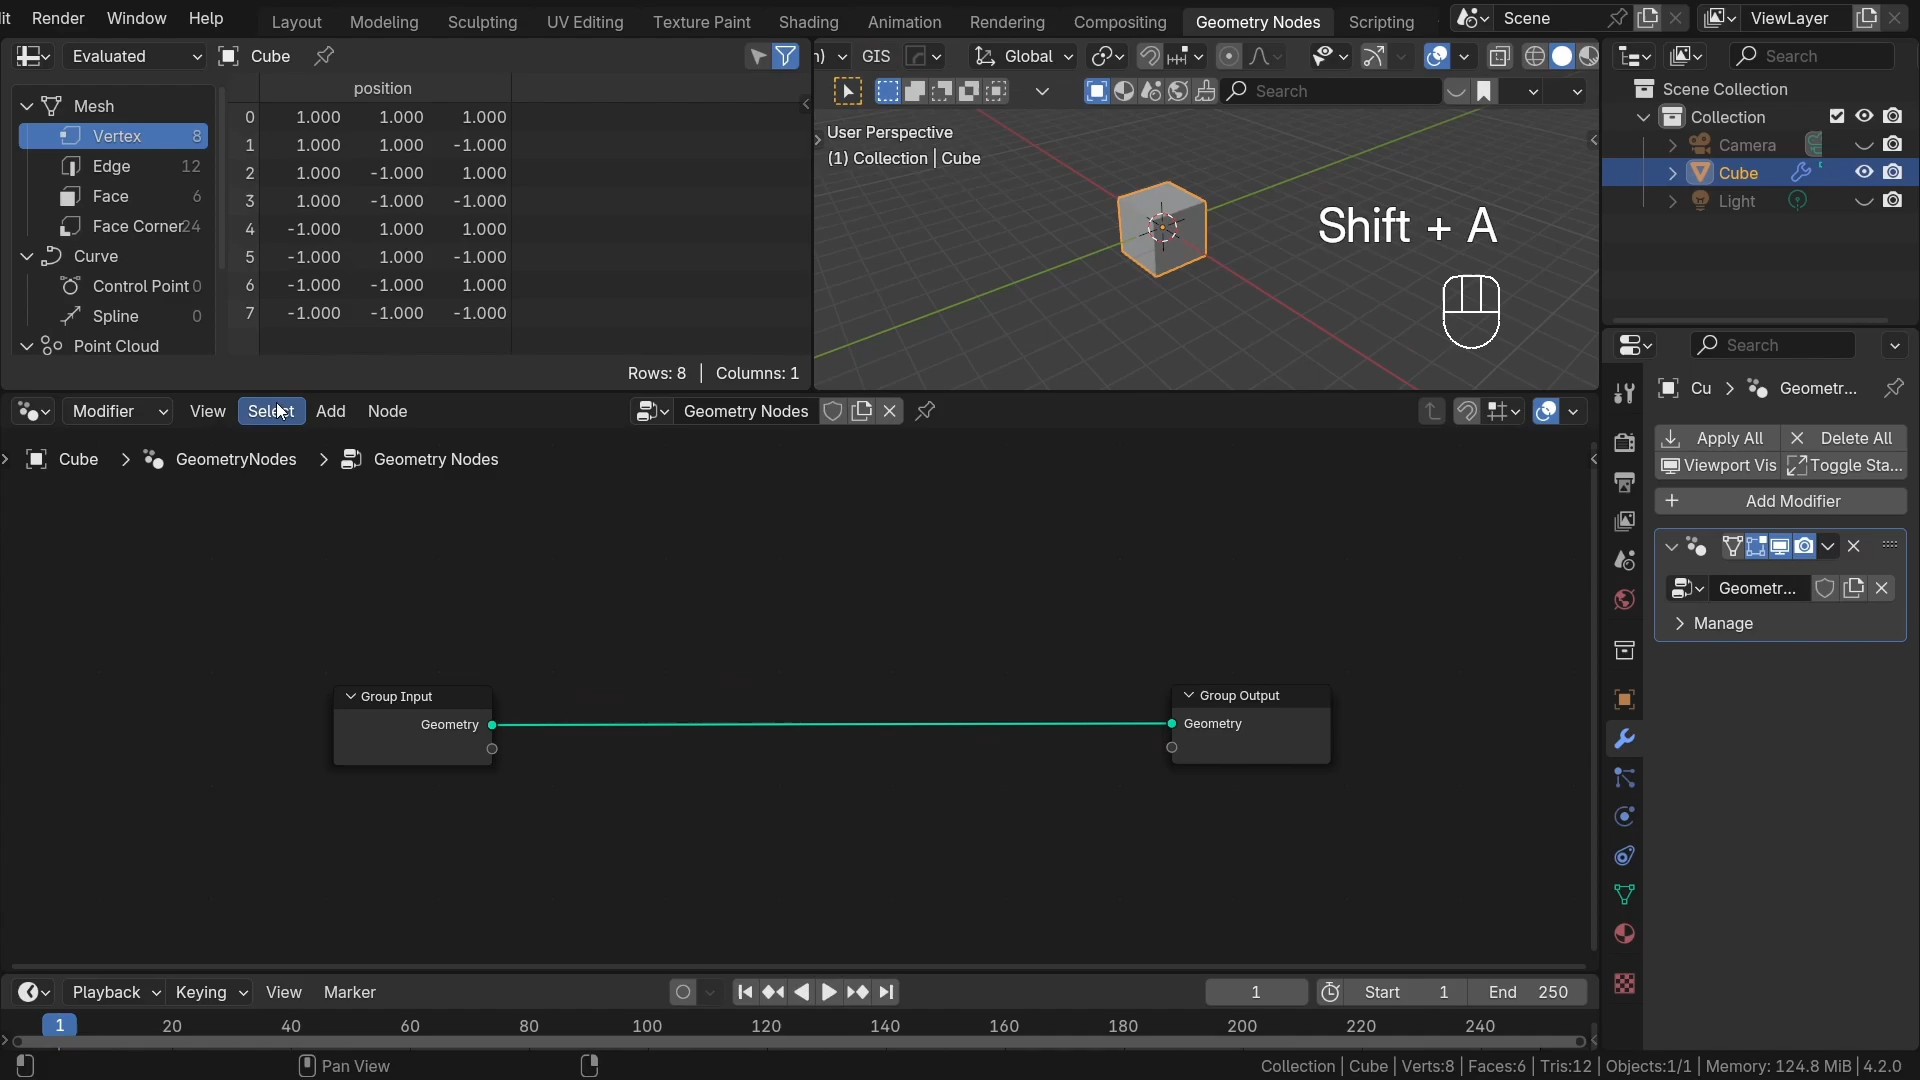 it Render Window Help Layout Modeling Sculpting UV Editing Texture Paint Shading Animation Rendering Compositing Geometry Nodes Scripting Scene ViewLayer
Evaluated Cube
) GIS Global
Search
position
Mesh
Vertex 8
Edge 12
Face 6
Face Corner 24
Curve
Control Point 0
Spline 0
Point Cloud
0 1.000 1.000 1.000
1 1.000 1.000 -1.000
2 1.000 -1.000 1.000
3 1.000 -1.000 -1.000
4 -1.000 1.000 1.000
5 -1.000 1.000 -1.000
6 -1.000 -1.000 1.000
7 -1.000 -1.000 -1.000
Rows: 8 | Columns: 1
Search
User Perspective
(1) Collection | Cube
Shift + A
Scene Collection
Collection
Camera
Cube
Light
Search
Cu Geometr...
Apply All Delete All
Viewport Vis Toggle Sta...
Add Modifier
Geometr...
Manage
Modifier View Select Add Node Geometry Nodes
Cube > GeometryNodes > Geometry Nodes
Group Input
Geometry
Group Output
Geometry
Playback Keying View Marker 1 Start 1 End 250
1 20 40 60 80 100 120 140 160 180 200 220 240
Pan View
Collection | Cube | Verts:8 | Faces:6 | Tris:12 | Objects:1/1 | Memory: 124.8 MiB | 4.2.0